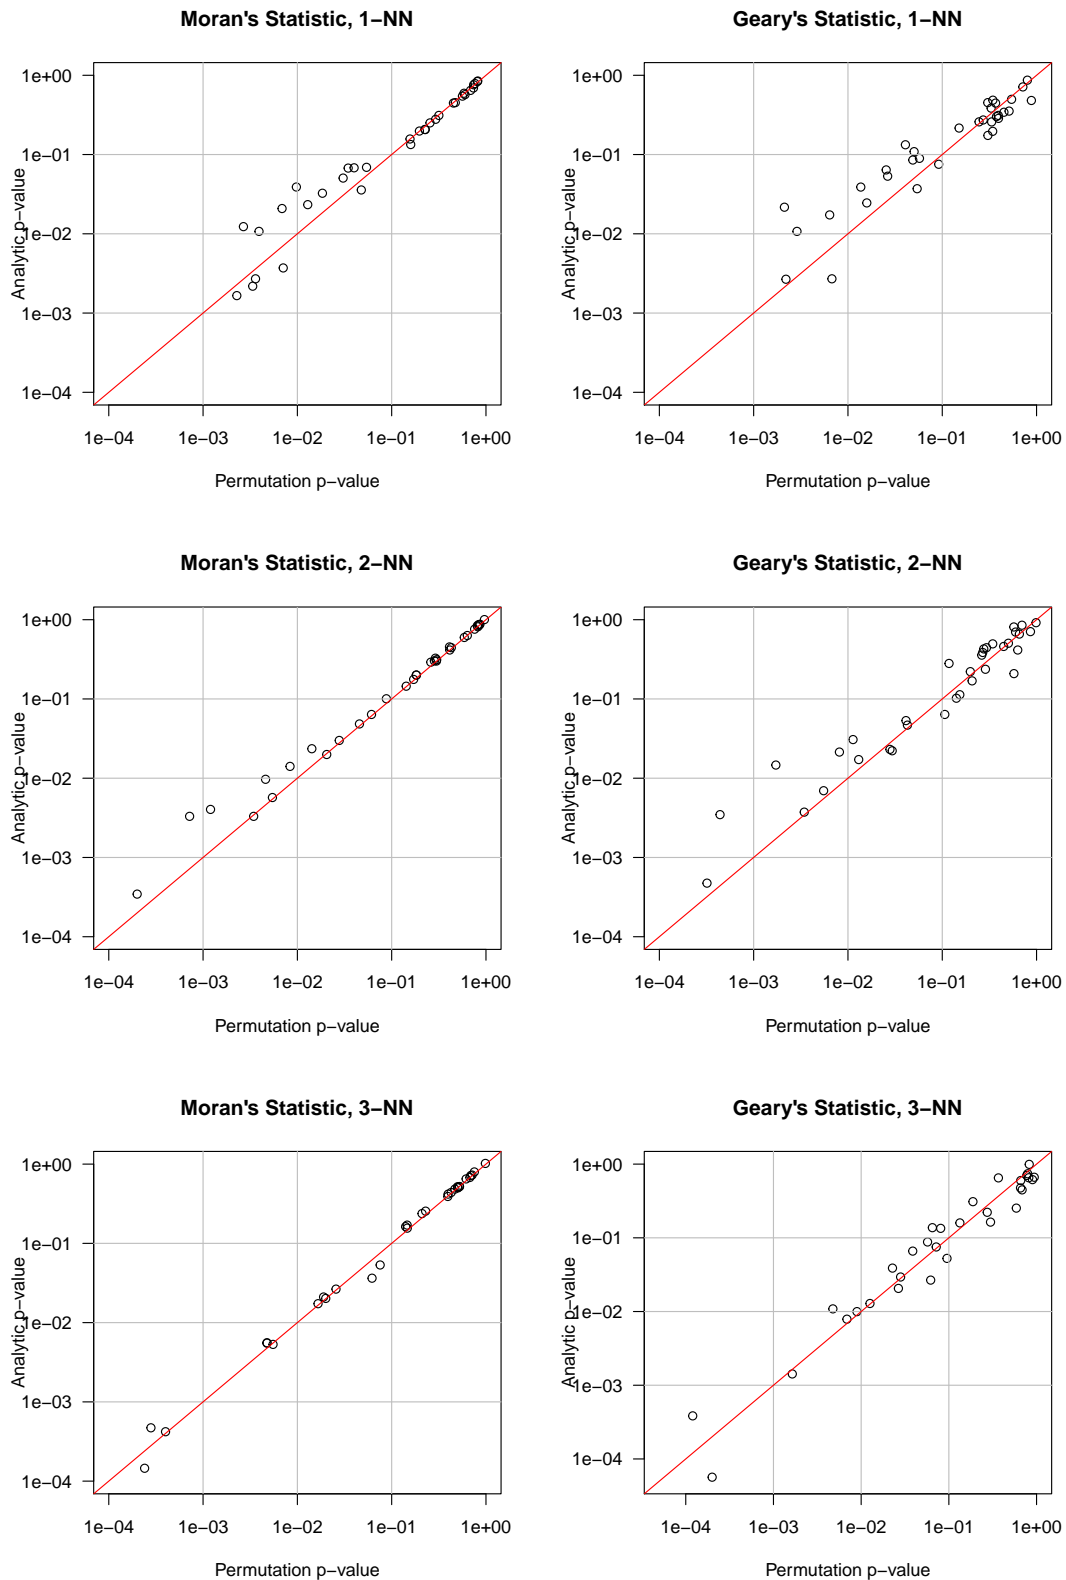 Moran's Statistic, 1−NN
Analytic p−value
1e+00
1e−01
1e−02
1e−03
1e−04
1e−04 1e−03 1e−02 1e−01 1e+00
Permutation p−value
Geary's Statistic, 1−NN
Analytic p−value
1e+00
1e−01
1e−02
1e−03
1e−04
1e−04 1e−03 1e−02 1e−01 1e+00
Permutation p−value
Moran's Statistic, 2−NN
Analytic p−value
1e+00
1e−01
1e−02
1e−03
1e−04
1e−04 1e−03 1e−02 1e−01 1e+00
Permutation p−value
Geary's Statistic, 2−NN
Analytic p−value
1e+00
1e−01
1e−02
1e−03
1e−04
1e−04 1e−03 1e−02 1e−01 1e+00
Permutation p−value
Moran's Statistic, 3−NN
Analytic p−value
1e+00
1e−01
1e−02
1e−03
1e−04
1e−04 1e−03 1e−02 1e−01 1e+00
Permutation p−value
Geary's Statistic, 3−NN
Analytic p−value
1e+00
1e−01
1e−02
1e−03
1e−04
1e−04 1e−03 1e−02 1e−01 1e+00
Permutation p−value